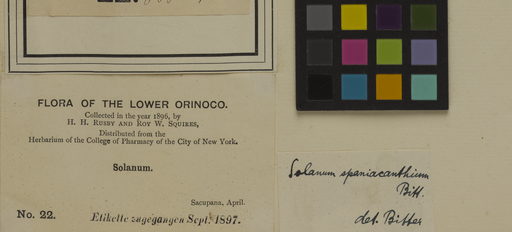 FLORA OF THE LOWER ORINOCO.
Collected in the year 1896, by
H. H. RUSBY AND ROY W. SQUIRES,
Distributed from the
Herbarium of the College of Pharmacy of the City of New York.
Solanum.
Sacupana, April.
No. 22.
Etikette zugegangen Sept. 1897.
Solanum spaniacanthium
Bitt.
det. Bitter